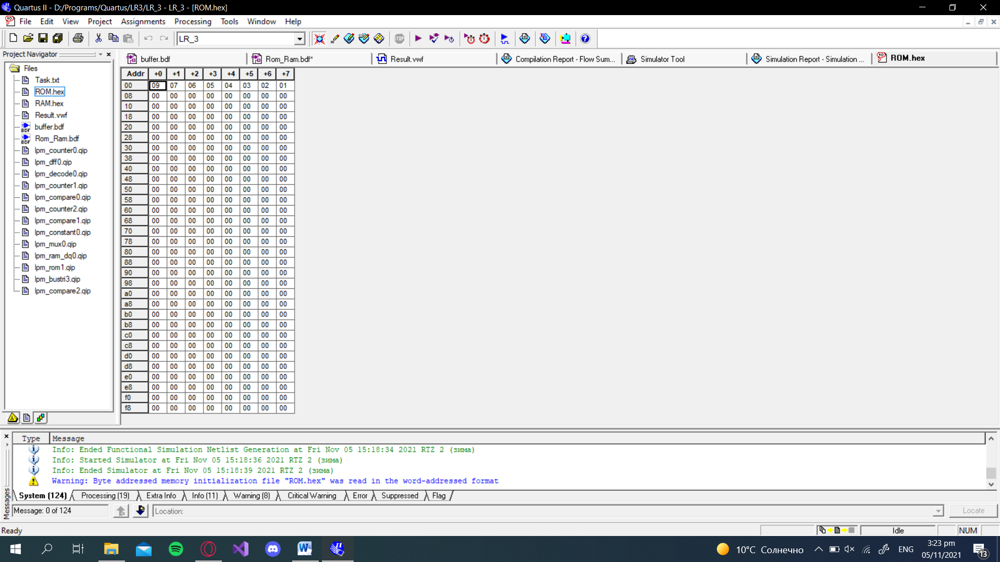 Quartus II - D:/Programs/Quartus/LR3/LR_3 - LR_3 - [ROM.hex]
File Edit View Project Assignments Processing Tools Window Help
LR_3
Project Navigator
Files
Task.txt
ROM.hex
RAM.hex
Result.vwf
buffer.bdf
Rom_Ram.bdf
lpm_counter0.qip
lpm_dff0.qip
lpm_decode0.qip
lpm_counter1.qip
lpm_compare0.qip
lpm_counter2.qip
lpm_compare1.qip
lpm_constant0.qip
lpm_mux0.qip
lpm_ram_dq0.qip
lpm_rom1.qip
lpm_bustri3.qip
lpm_compare2.qip
buffer.bdf Rom_Ram.bdf* Result.vwf Compilation Report - Flow Sum... Simulator Tool Simulation Report - Simulation ... ROM.hex
Addr +0 +1 +2 +3 +4 +5 +6 +7
00 09 07 06 05 04 03 02 01
08 00 00 00 00 00 00 00 00
10 00 00 00 00 00 00 00 00
18 00 00 00 00 00 00 00 00
20 00 00 00 00 00 00 00 00
28 00 00 00 00 00 00 00 00
30 00 00 00 00 00 00 00 00
38 00 00 00 00 00 00 00 00
40 00 00 00 00 00 00 00 00
48 00 00 00 00 00 00 00 00
50 00 00 00 00 00 00 00 00
58 00 00 00 00 00 00 00 00
60 00 00 00 00 00 00 00 00
68 00 00 00 00 00 00 00 00
70 00 00 00 00 00 00 00 00
78 00 00 00 00 00 00 00 00
80 00 00 00 00 00 00 00 00
88 00 00 00 00 00 00 00 00
90 00 00 00 00 00 00 00 00
98 00 00 00 00 00 00 00 00
a0 00 00 00 00 00 00 00 00
a8 00 00 00 00 00 00 00 00
b0 00 00 00 00 00 00 00 00
b8 00 00 00 00 00 00 00 00
c0 00 00 00 00 00 00 00 00
c8 00 00 00 00 00 00 00 00
d0 00 00 00 00 00 00 00 00
d8 00 00 00 00 00 00 00 00
e0 00 00 00 00 00 00 00 00
e8 00 00 00 00 00 00 00 00
f0 00 00 00 00 00 00 00 00
f8 00 00 00 00 00 00 00 00
Type Message
Info: Ended Functional Simulation Netlist Generation at Fri Nov 05 15:18:34 2021 RTZ 2 (зима)
Info: Started Simulator at Fri Nov 05 15:18:36 2021 RTZ 2 (зима)
Info: Ended Simulator at Fri Nov 05 15:18:39 2021 RTZ 2 (зима)
Warning: Byte addressed memory initialization file "ROM.hex" was read in the word-addressed format
System (124) Processing (19) Extra Info Info (11) Warning (8) Critical Warning Error Suppressed Flag
Messages
Message: 0 of 124 Location: Locate
Ready Idle NUM
10°C Солнечно ENG 3:23 pm
05/11/2021 13